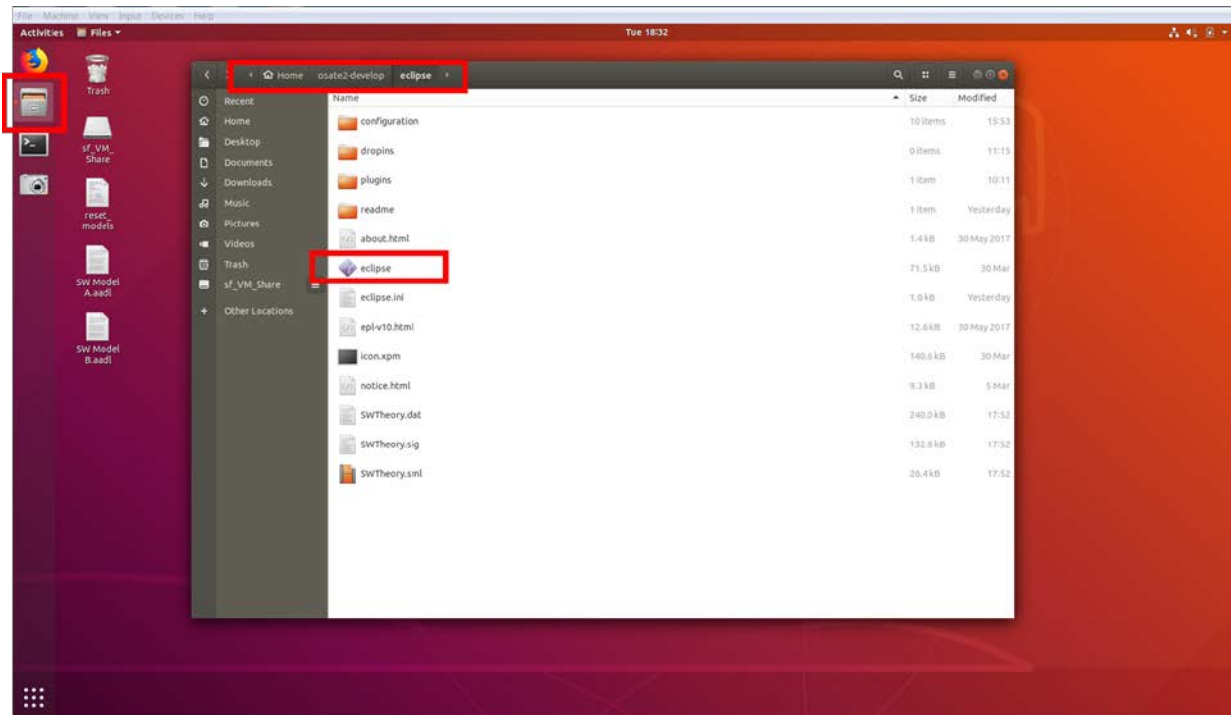 File Machine View Input Devices Help
Activities Files Tue 18:32
Home osate2-develop eclipse
Trash
sf_VM_
Share
reset_
models
SW Model
A.aadl
SW Model
B.aadl
Recent
Home
Desktop
Documents
Downloads
Music
Pictures
Videos
Trash
sf_VM_Share
Other Locations
Name Size Modified
configuration 10 items 15:53
dropins 0 items 11:15
plugins 1 item 10:11
readme 1 item Yesterday
about.html 1.4 kB 30 May 2017
eclipse 71.5 kB 30 Mar
eclipse.ini 1.0 kB Yesterday
epl-v10.html 12.6 kB 30 May 2017
icon.xpm 140.6 kB 30 Mar
notice.html 9.3 kB 5 Mar
SWTheory.dat 240.0 kB 17:52
SWTheory.sig 132.8 kB 17:52
SWTheory.sml 26.4 kB 17:52